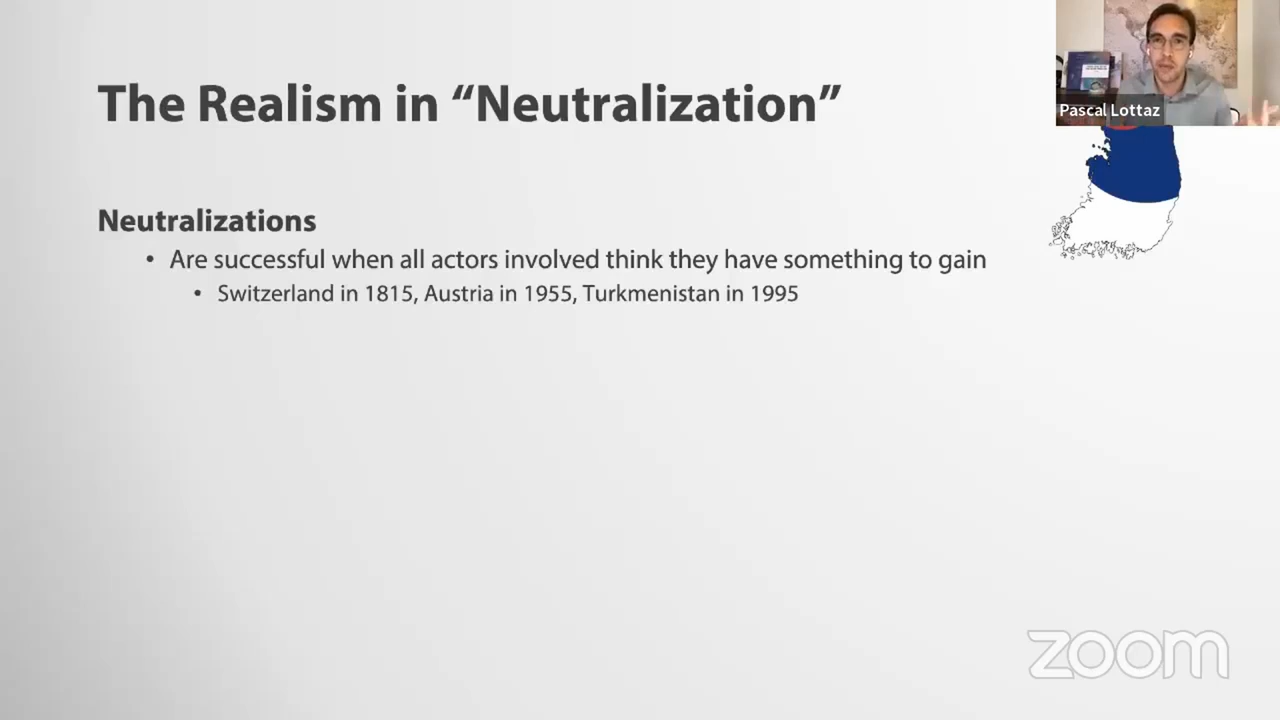 The Realism in “Neutralization”
Pascal Lottaz
Neutralizations
• Are successful when all actors involved think they have something to gain
• Switzerland in 1815, Austria in 1955, Turkmenistan in 1995
zoom